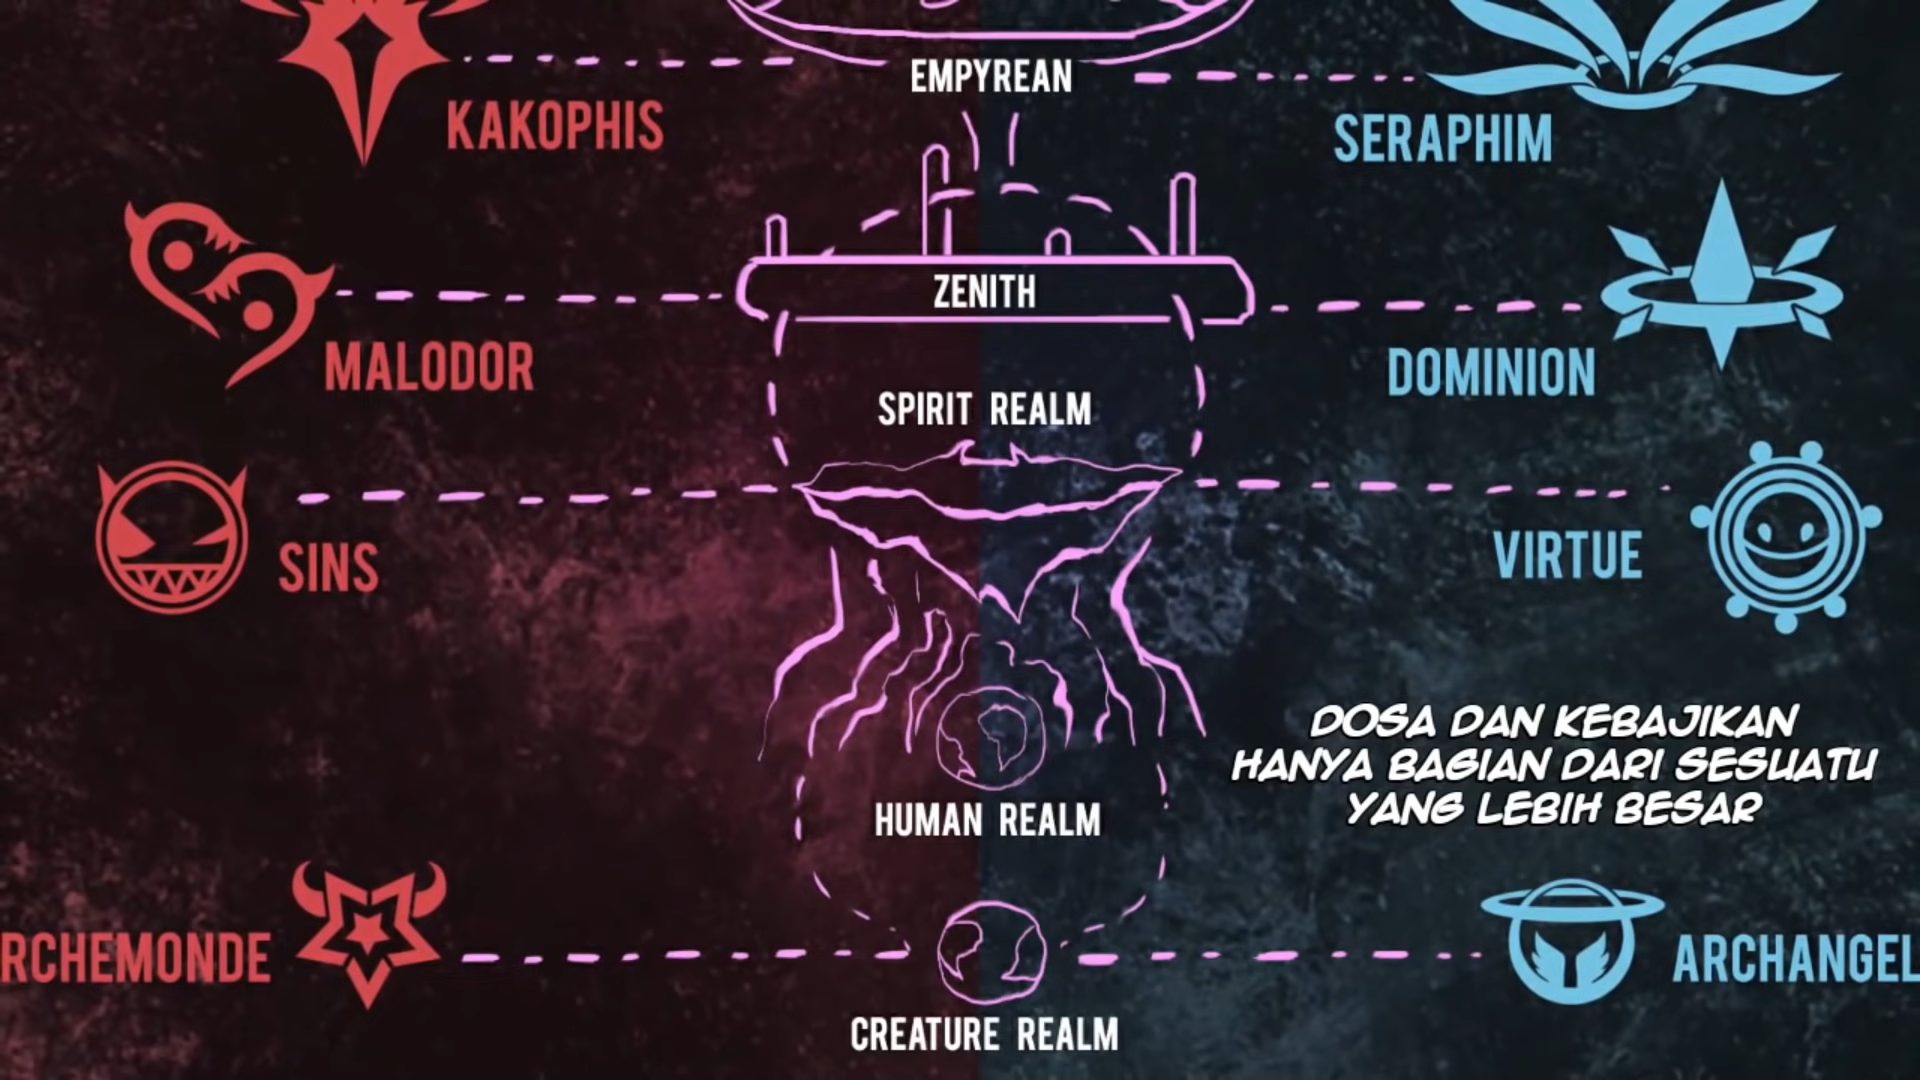 EMPYREAN
KAKOPHIS
SERAPHIM
ZENITH
MALODOR
DOMINION
SPIRIT REALM
SINS
VIRTUE
DOSA DAN KEBAJIKAN
HANYA BAGIAN DARI SESUATU
YANG LEBIH BESAR
HUMAN REALM
RCHEMONDE
ARCHANGEL
CREATURE REALM